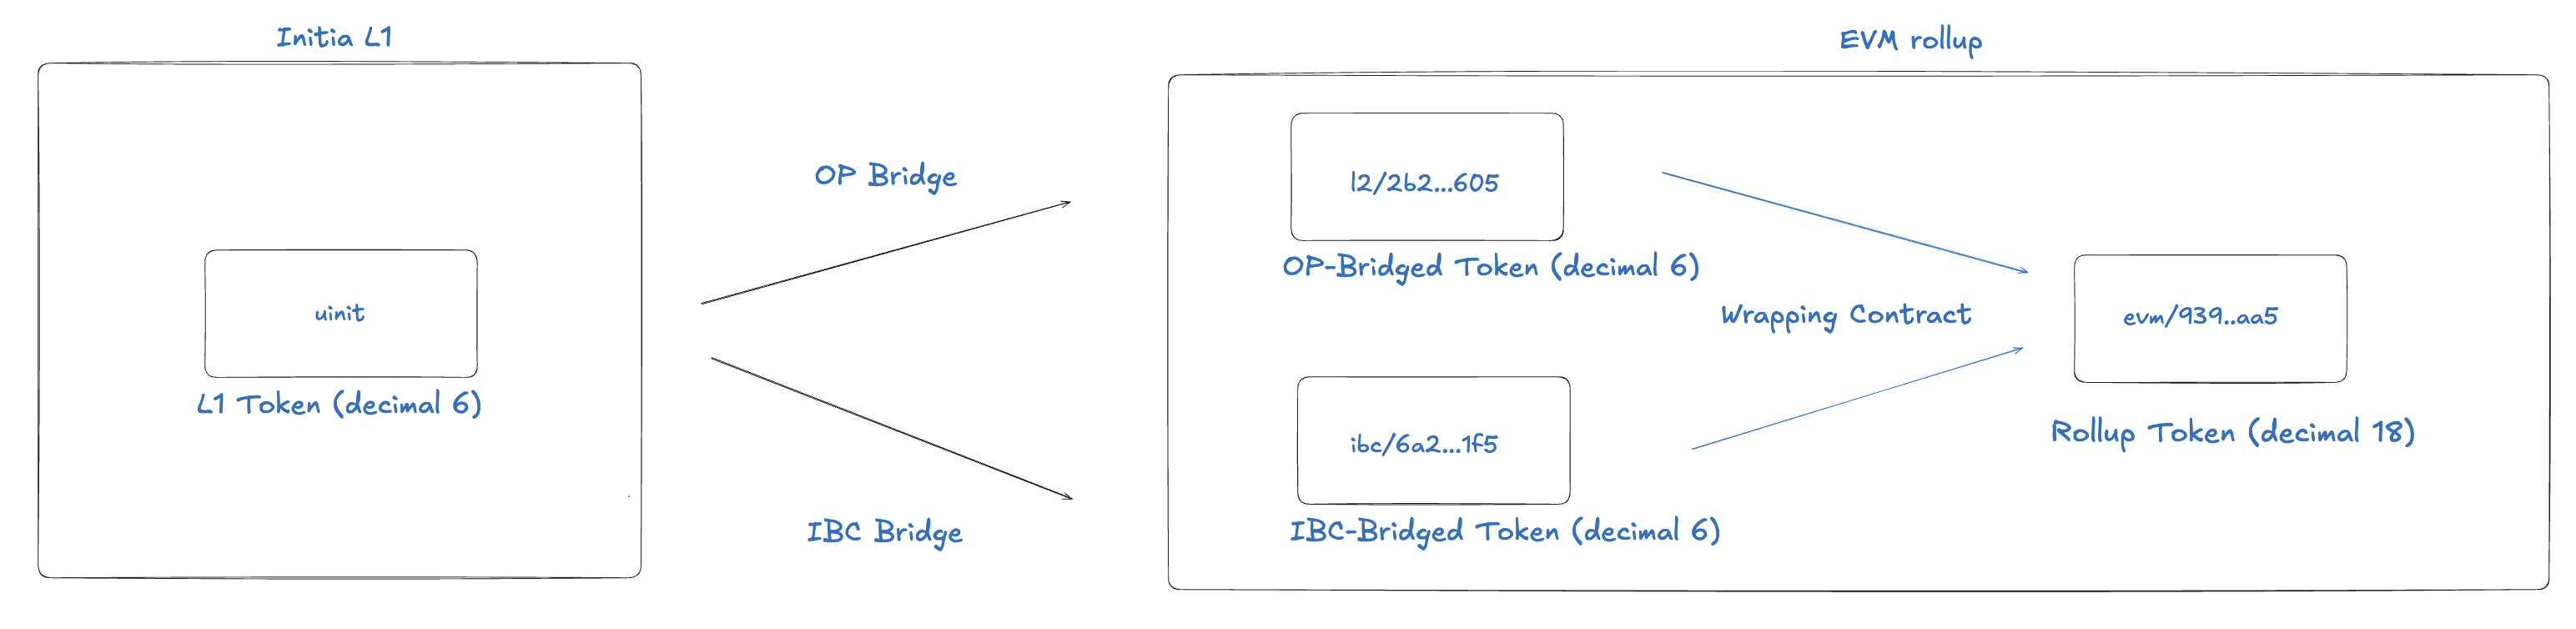 Initia L1
uinit
L1 Token (decimal 6)
OP Bridge
IBC Bridge
EVM rollup
l2/2b2...605
OP-Bridged Token (decimal 6)
ibc/6a2...1f5
IBC-Bridged Token (decimal 6)
Wrapping Contract
evm/939..aa5
Rollup Token (decimal 18)